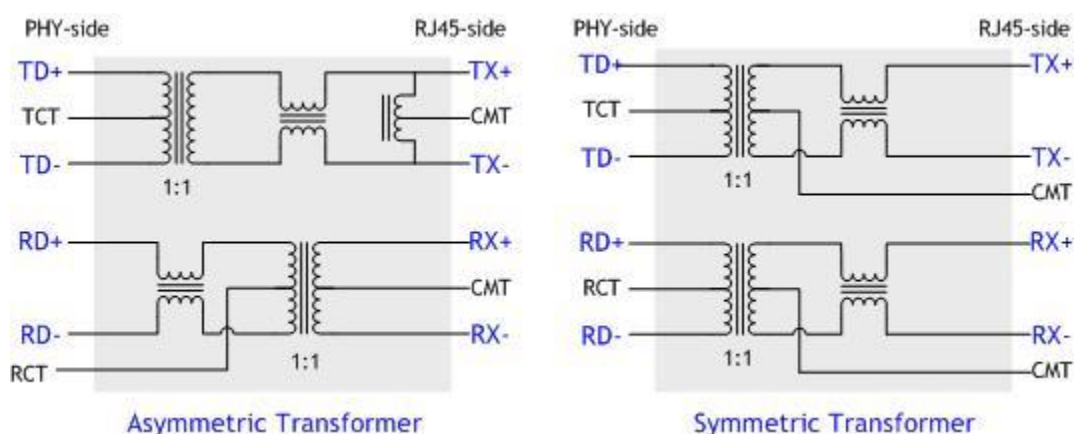 PHY-side RJ45-side
TD+ TX+
TCT CMT
TD- TX-
1:1
RD+ RX+
CMT
RD- RX-
RCT 1:1
Asymmetric Transformer
PHY-side RJ45-side
TD+ TX+
TCT
TD- TX-
1:1
CMT
RD+ RX+
RCT
RD- RX-
1:1
CMT
Symmetric Transformer